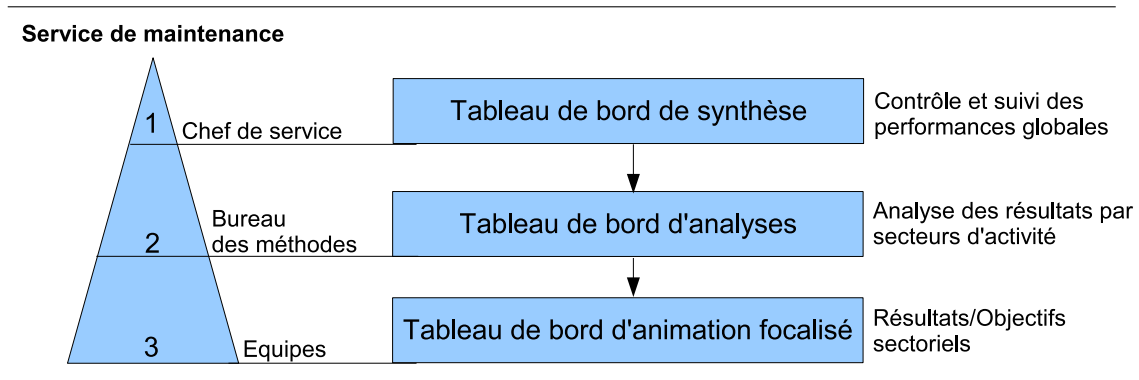 Service de maintenance
1
Chef de service
Tableau de bord de synthèse
Contrôle et suivi des
performances globales
2
Bureau
des méthodes
Tableau de bord d'analyses
Analyse des résultats par
secteurs d'activité
3
Equipes
Tableau de bord d'animation focalisé
Résultats/Objectifs
sectoriels